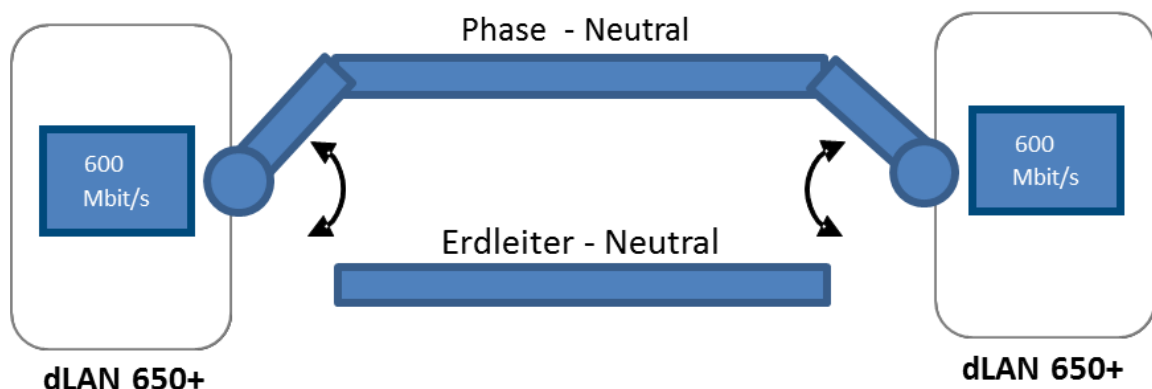 Phase - Neutral
600
Mbit/s
600
Mbit/s
Erdleiter - Neutral
dLAN 650+
dLAN 650+